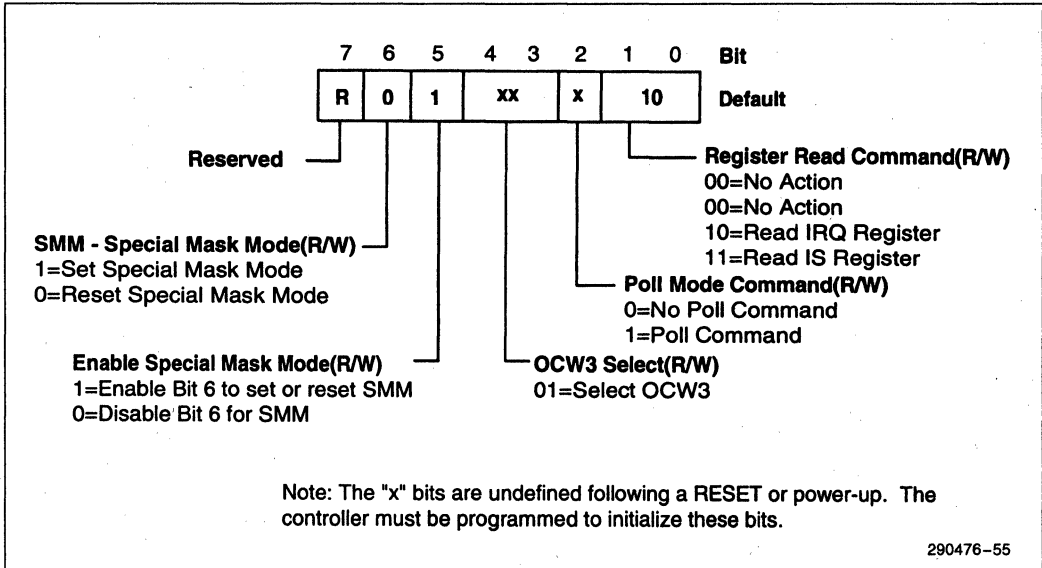 7 6 5 4 3 2 1 0 Bit
R 0 1 xx x 10 Default
Reserved
Register Read Command(R/W)
00=No Action
00=No Action
10=Read IRQ Register
11=Read IS Register
SMM - Special Mask Mode(R/W)
1=Set Special Mask Mode
0=Reset Special Mask Mode
Poll Mode Command(R/W)
0=No Poll Command
1=Poll Command
Enable Special Mask Mode(R/W)
1=Enable Bit 6 to set or reset SMM
0=Disable Bit 6 for SMM
OCW3 Select(R/W)
01=Select OCW3
Note: The "x" bits are undefined following a RESET or power-up. The
controller must be programmed to initialize these bits.
290476-55